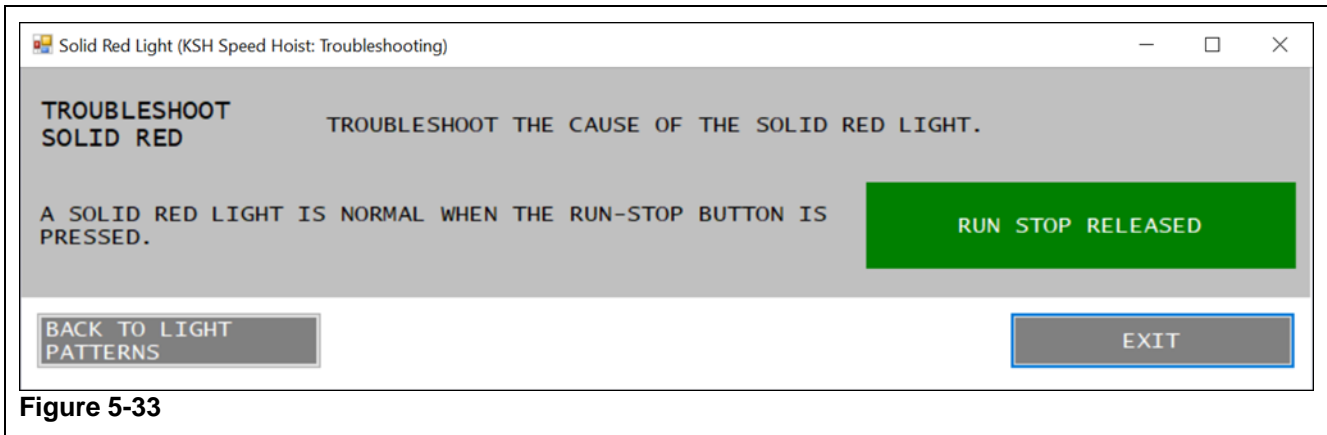 Solid Red Light (KSH Speed Hoist: Troubleshooting)
TROUBLESHOOT
SOLID RED
TROUBLESHOOT THE CAUSE OF THE SOLID RED LIGHT.
A SOLID RED LIGHT IS NORMAL WHEN THE RUN-STOP BUTTON IS
PRESSED.
RUN STOP RELEASED
BACK TO LIGHT
PATTERNS
EXIT
Figure 5-33